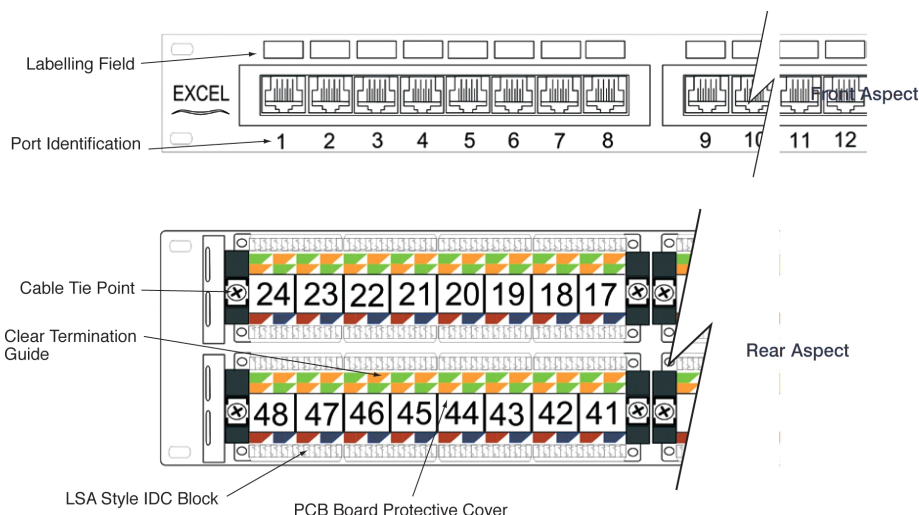 Labelling Field
EXCEL
Front Aspect
Port Identification
1 2 3 4 5 6 7 8 9 10 11 12
Cable Tie Point
24 23 22 21 20 19 18 17
Clear Termination
Guide
Rear Aspect
48 47 46 45 44 43 42 41
LSA Style IDC Block
PCB Board Protective Cover